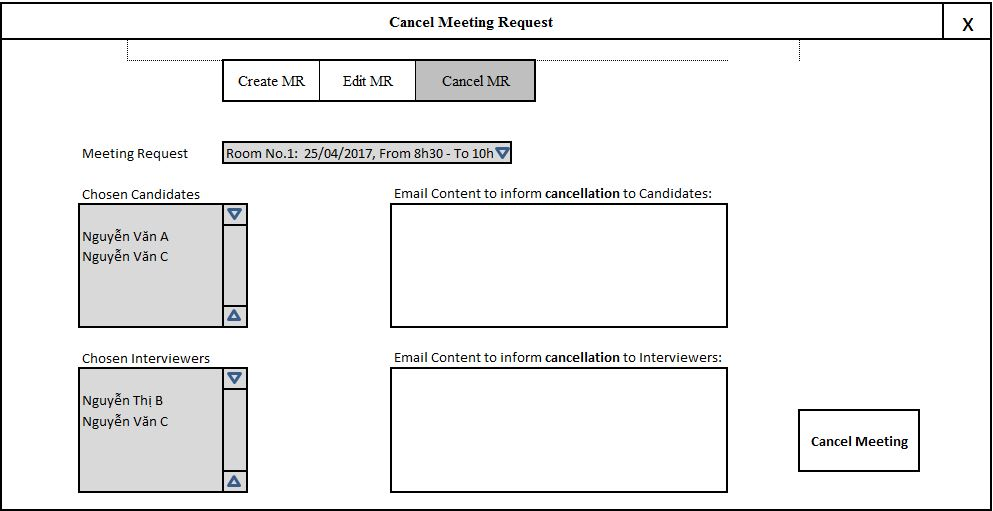 Cancel Meeting Request
X
Create MR
Edit MR
Cancel MR
Meeting Request
Room No.1: 25/04/2017, From 8h30 - To 10h
Chosen Candidates
Email Content to inform cancellation to Candidates:
Nguyễn Văn A
Nguyễn Văn C
Chosen Interviewers
Email Content to inform cancellation to Interviewers:
Nguyễn Thị B
Nguyễn Văn C
Cancel Meeting